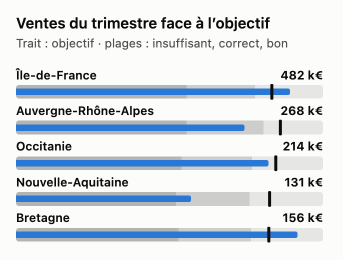 Ventes du trimestre face à l’objectif
Trait : objectif · plages : insuffisant, correct, bon
Île-de-France 482 k€
Auvergne-Rhône-Alpes 268 k€
Occitanie 214 k€
Nouvelle-Aquitaine 131 k€
Bretagne 156 k€